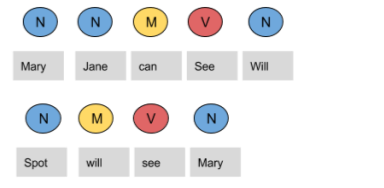 N N M V N
Mary Jane can See Will
N M V N
Spot will see Mary